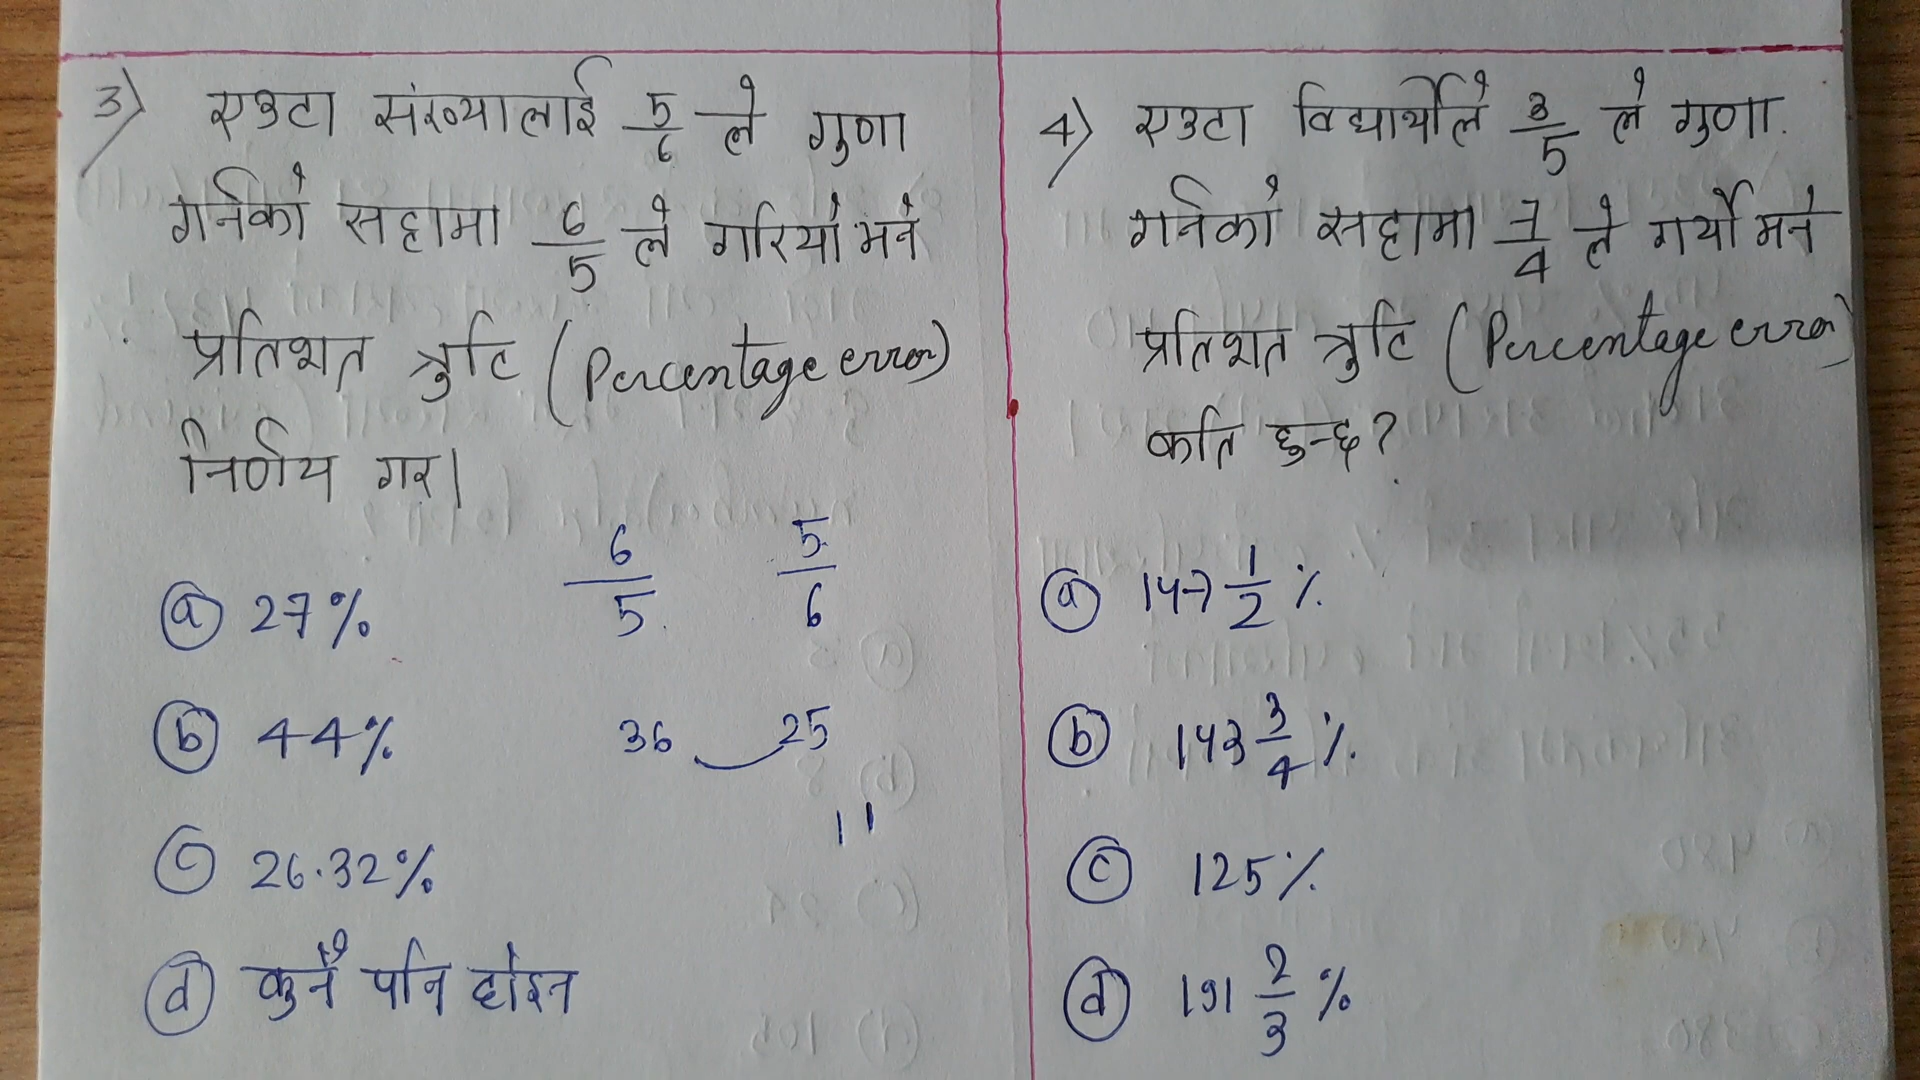 3) एउटा संख्यालाई 5/6 ले गुणा
गर्नुको सट्टामा 6/5 ले गरियो भने
प्रतिशत त्रुटि (Percentage error)
निर्णय गर।
6/5 5/6
ⓐ 27%
ⓑ 44% 36 25
11
ⓒ 26.32%
ⓓ कुनै पनि होइन
4) एउटा विद्यार्थीले 3/5 ले गुणा.
गर्नुको सट्टामा 7/4 ले गर्यो भने
प्रतिशत त्रुटि (Percentage error)
कति हुन्छ?
ⓐ 147 1/2 %
ⓑ 143 3/4 %
ⓒ 125%
ⓓ 191 2/3 %